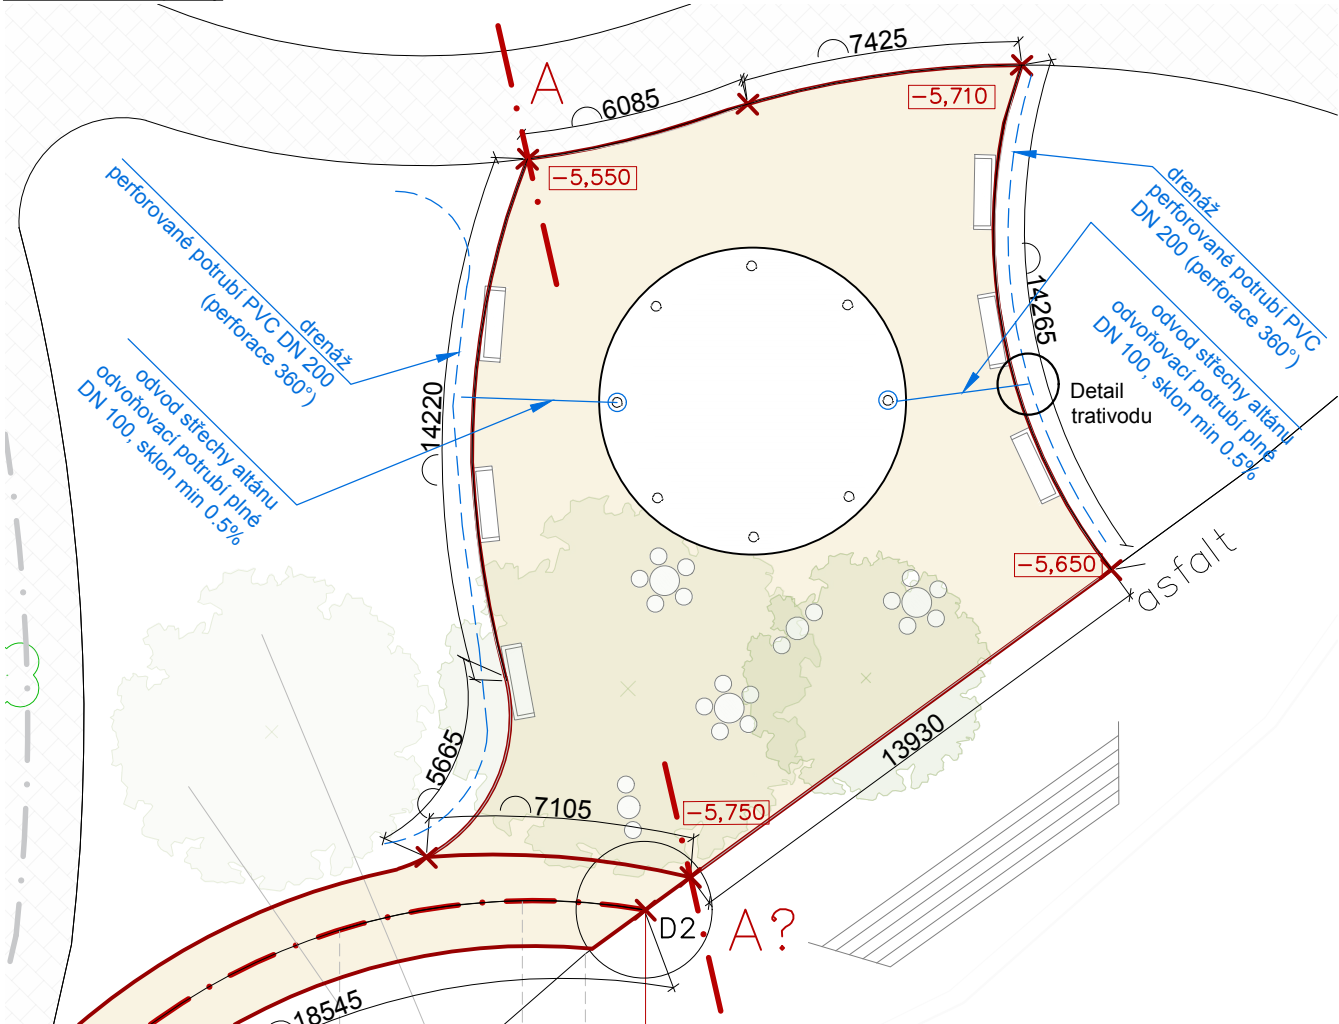 7425
A
6085
−5,710
−5,550
drenáž
perforované potrubí PVC
DN 200 (perforace 360°)
drenáž
perforované potrubí PVC DN 200
(perforace 360°)
14265
odvod střechy altánu
odvoňovací potrubí plné
DN 100, sklon min 0.5%
odvod střechy altánu
odvoňovací potrubí plné
DN 100, sklon min 0.5%
14220
Detail
trativodu
−5,650
asfalt
13930
5665
7105
−5,750
D2
A?
18545